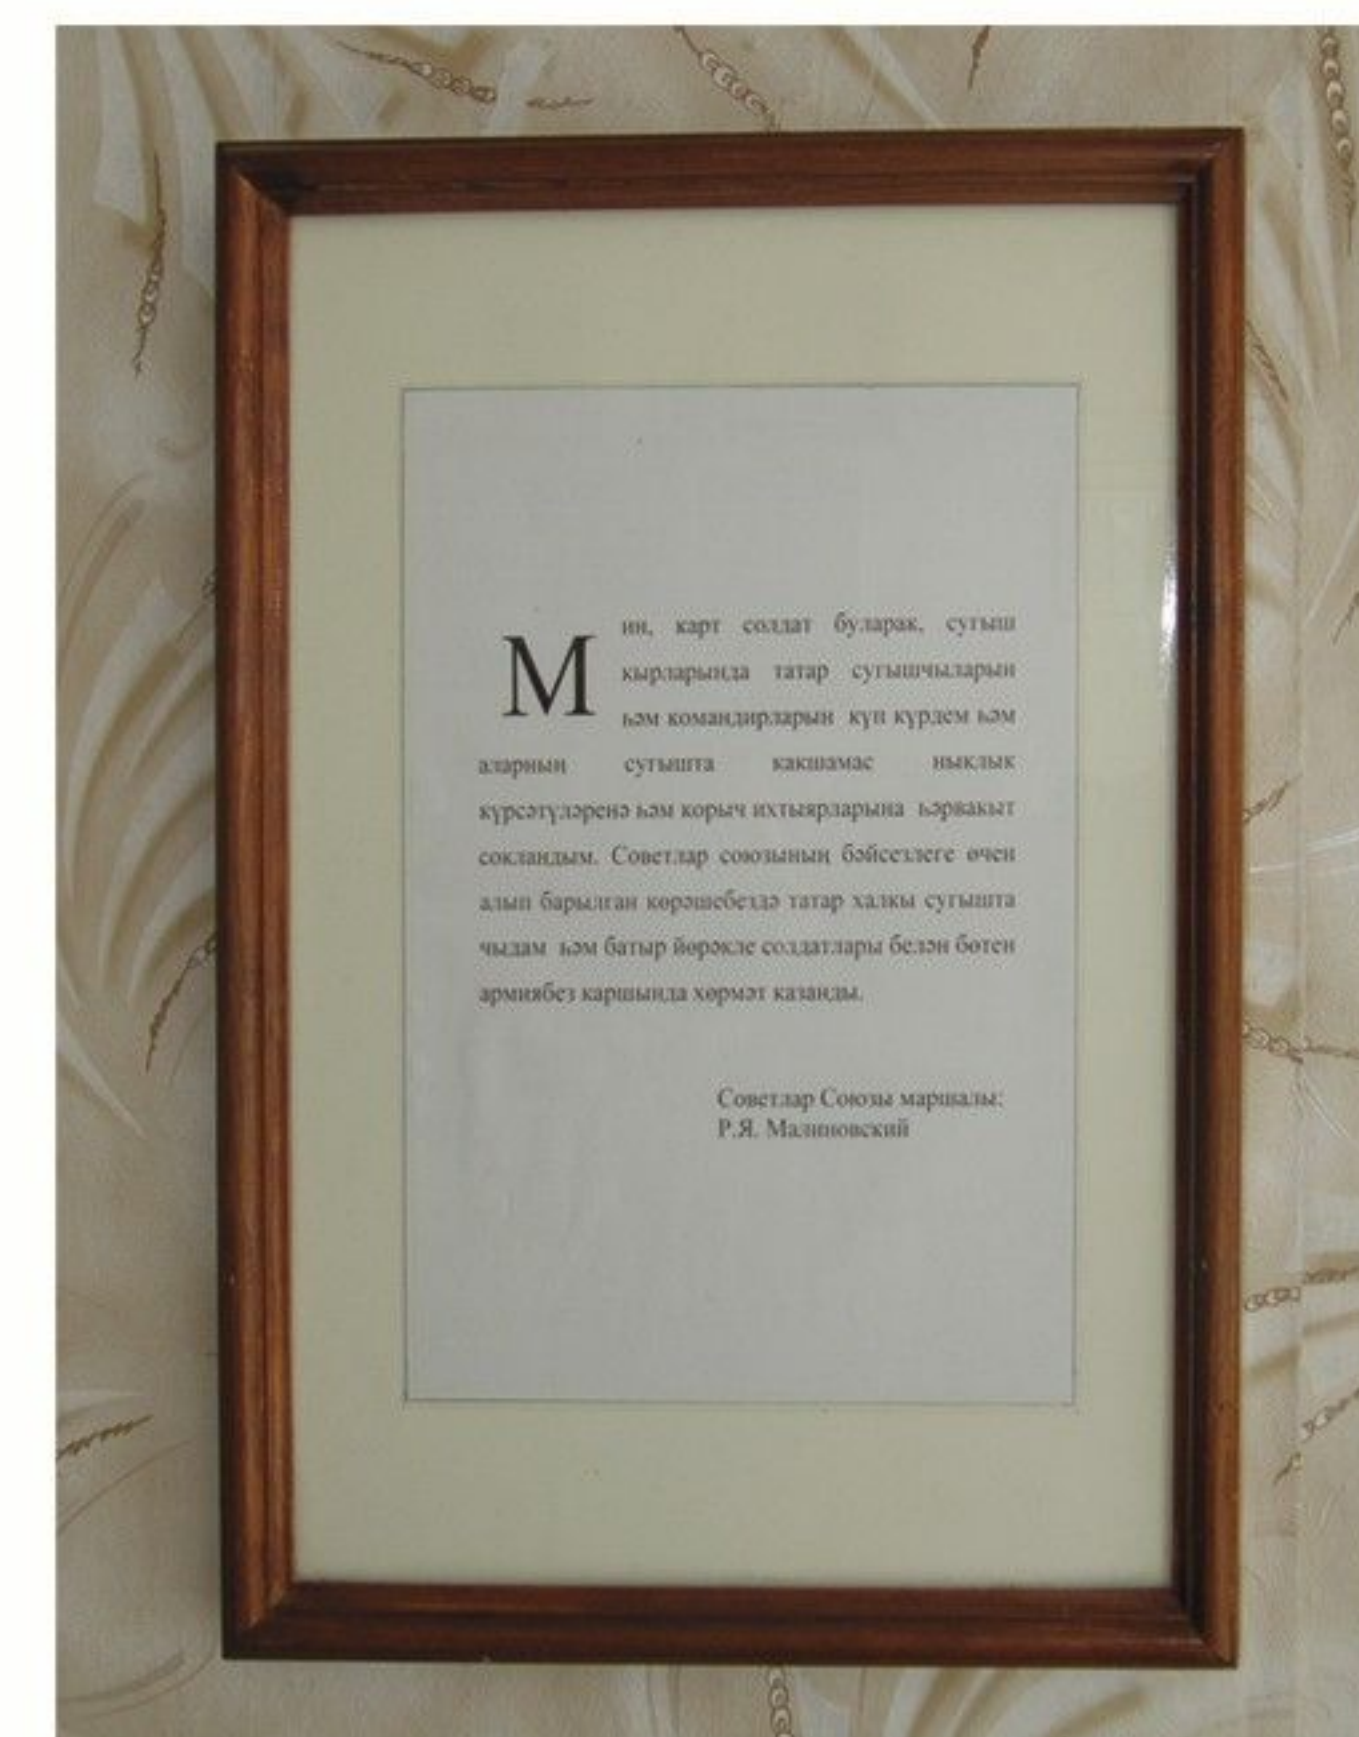 Мин, карт солдат буларак, сугыш
кырларында татар сугышчыларын
һәм командирларын күп күрдем һәм
аларның сугышта какшамас ныклык
күрсәтүләренә һәм корыч ихтыярларына һәрвакыт
сокландым. Советлар союзының бәйсезлеге өчен
алып барылган көрәшебездә татар халкы сугышта
чыдам һәм батыр йөрәкле солдатлары белән бөтен
армиябез каршында хөрмәт казанды.
Советлар Союзы маршалы:
Р.Я. Малиновский